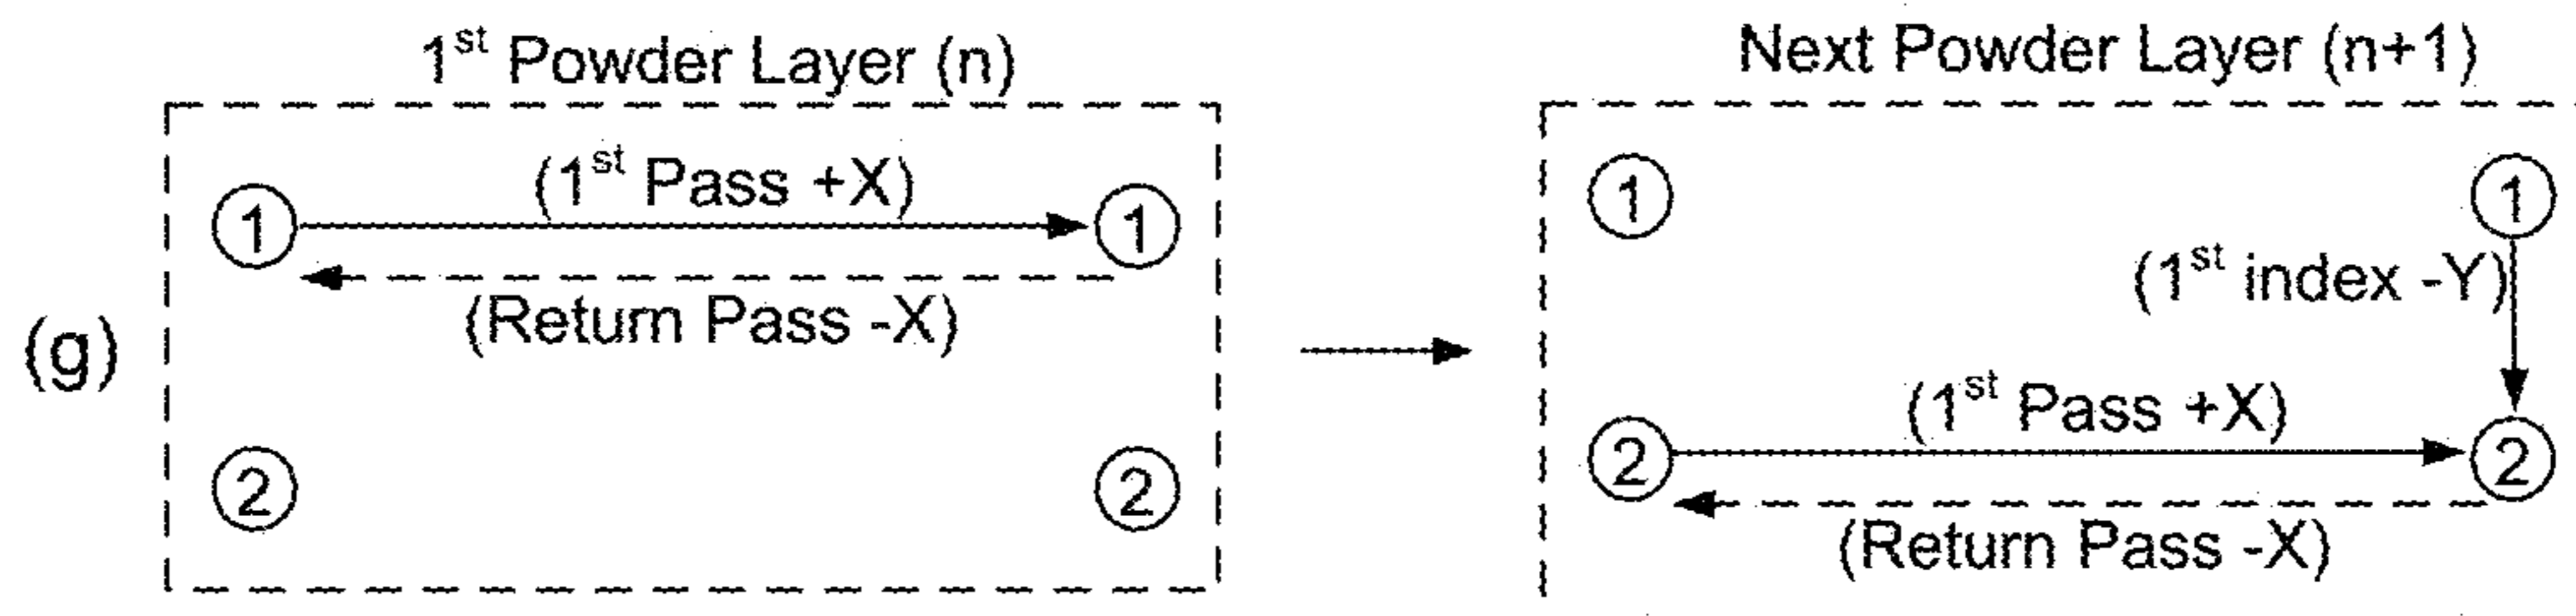 1st Powder Layer (n)
(1st Pass +X)
1
1
(Return Pass -X)
(g)
2
2
Next Powder Layer (n+1)
1
1
(1st index -Y)
(1st Pass +X)
2
2
(Return Pass -X)